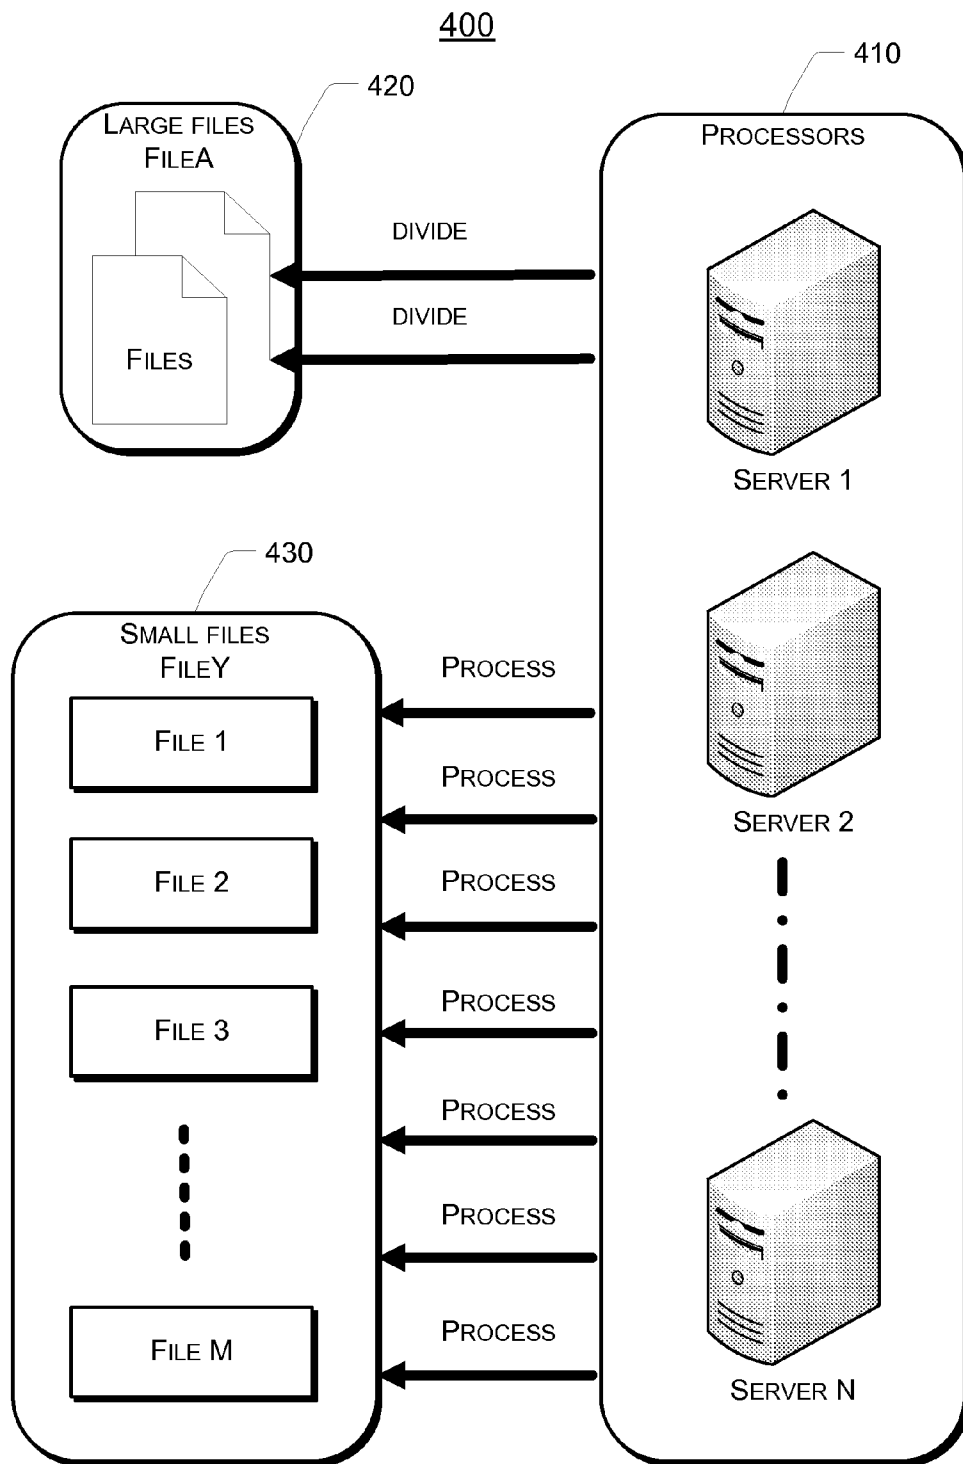 400
420
LARGE FILES
FILEA
FILES
DIVIDE
DIVIDE
410
PROCESSORS
SERVER 1
SERVER 2
SERVER N
430
SMALL FILES
FILEY
FILE 1
FILE 2
FILE 3
FILE M
PROCESS
PROCESS
PROCESS
PROCESS
PROCESS
PROCESS
PROCESS